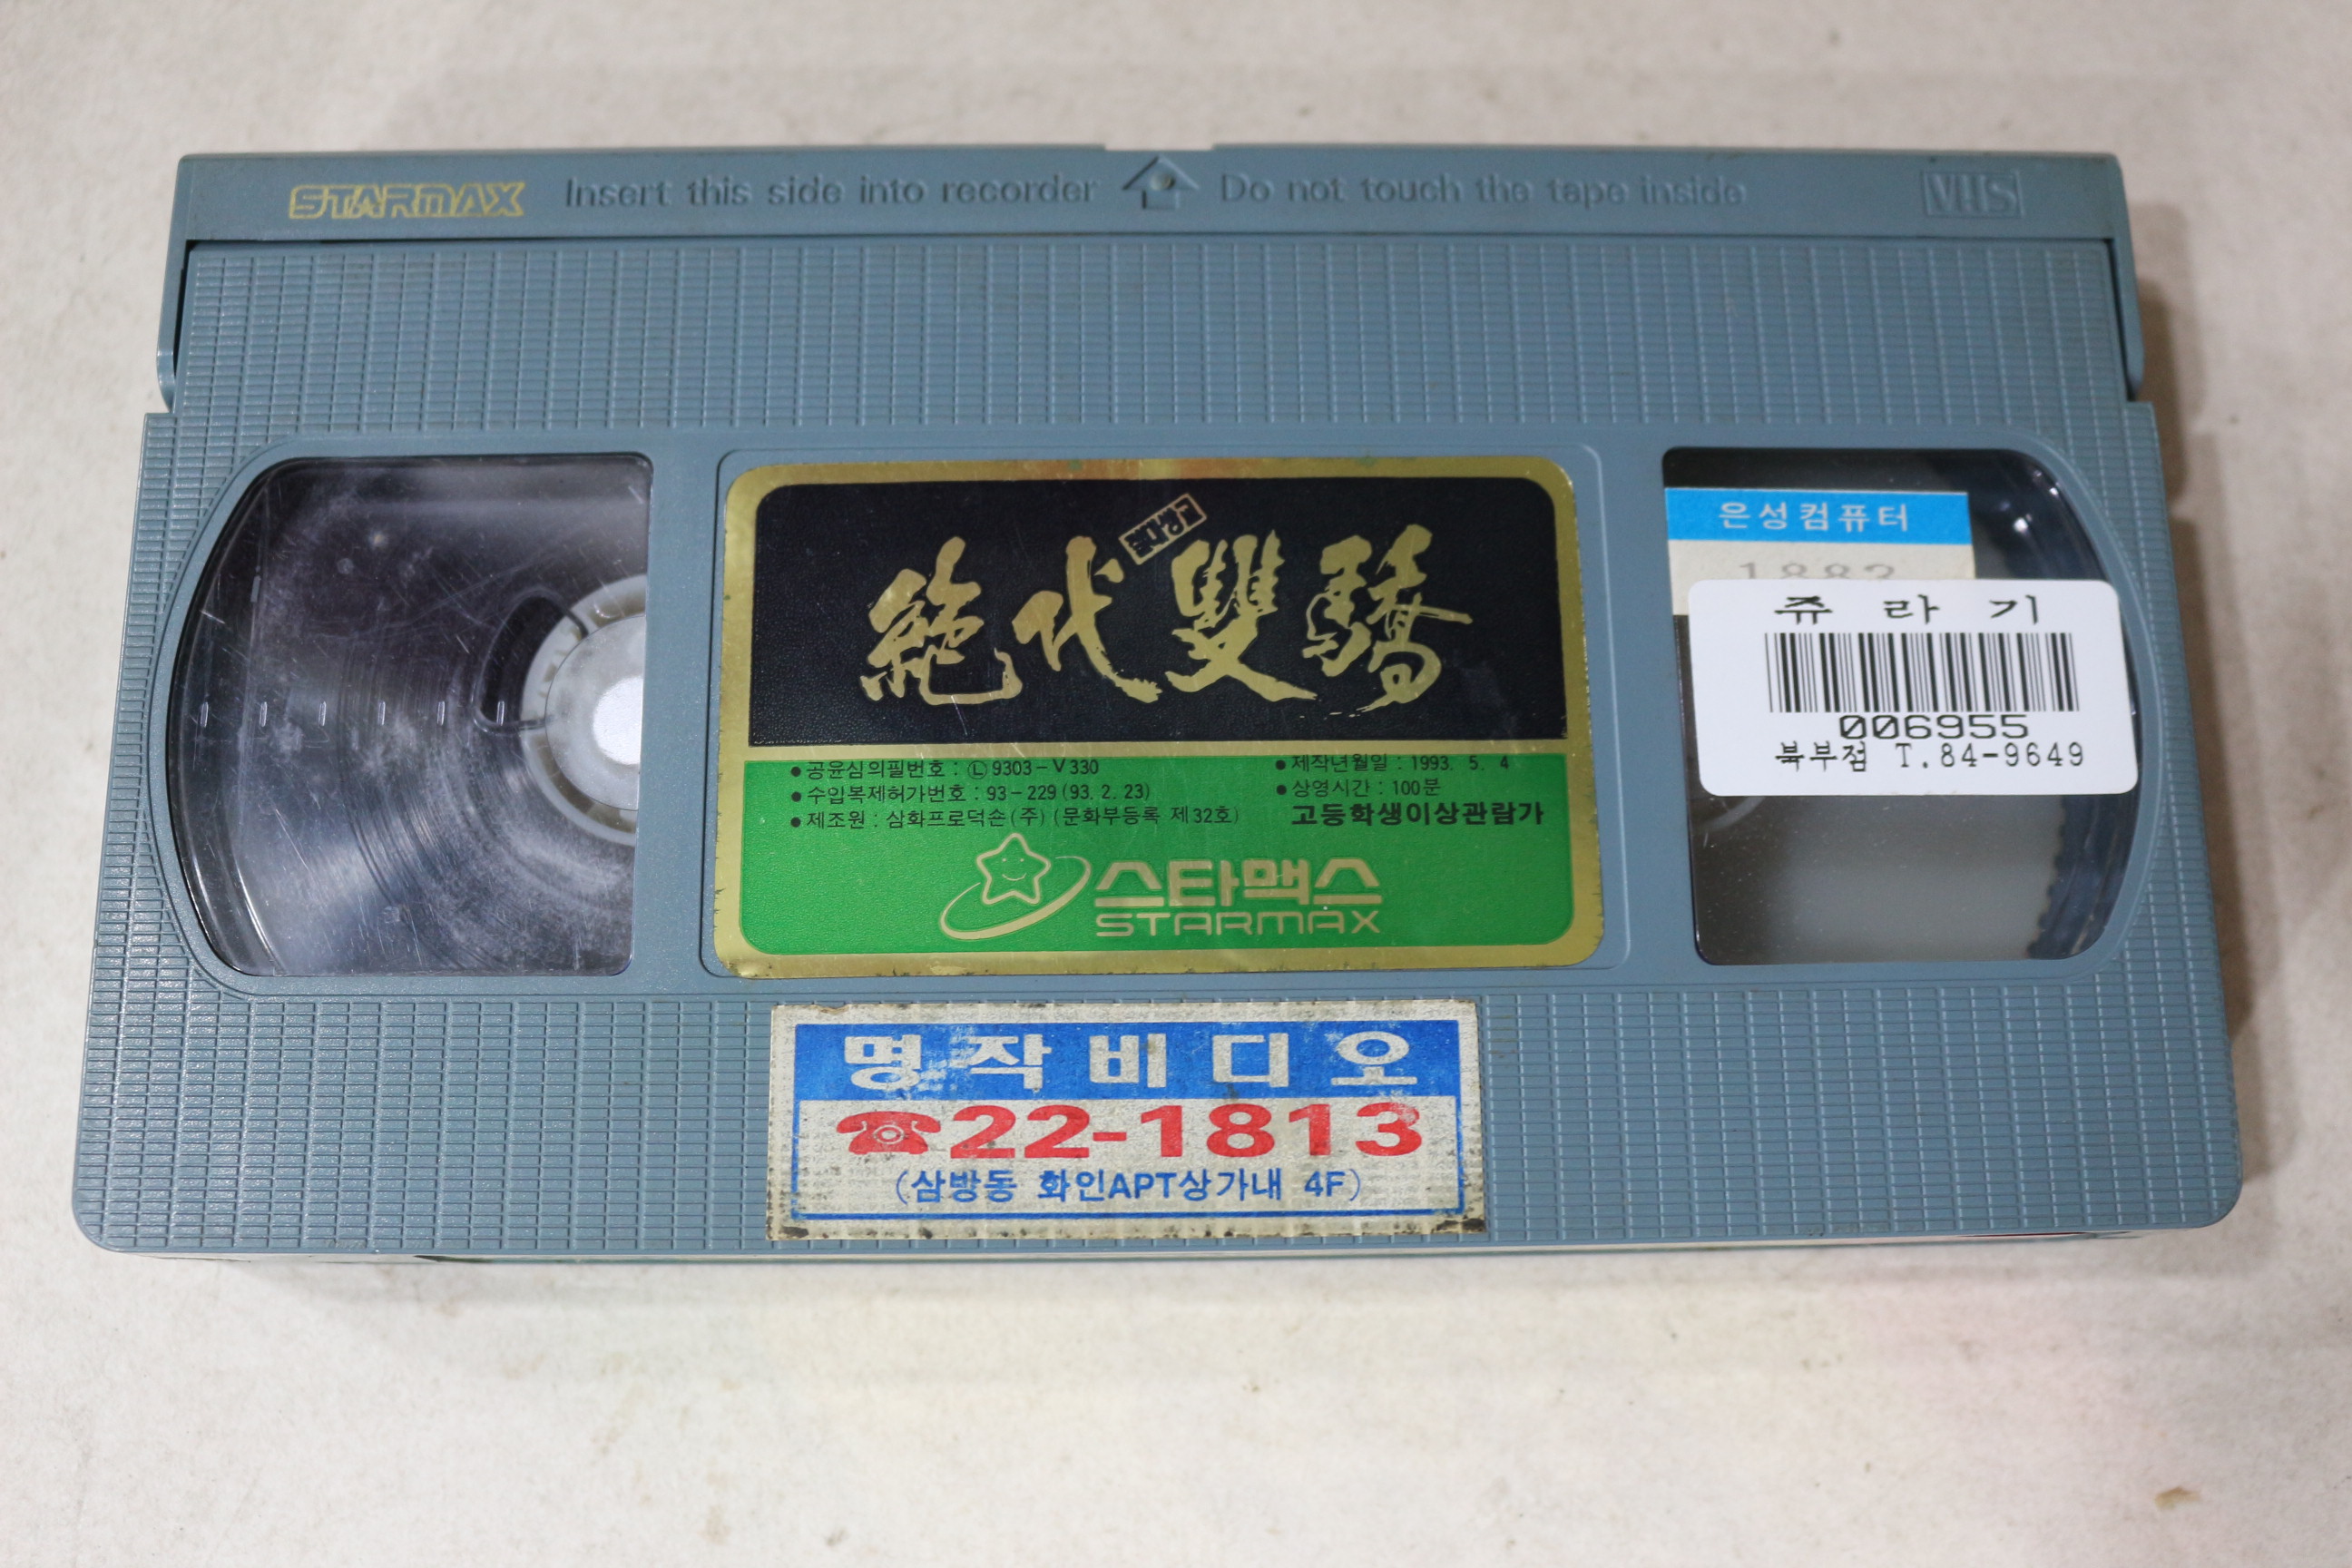 STARMAX Insert this side into recorder Do not touch the tape inside VHS
絶代雙驕
● 공윤심의필번호 : Ⓛ 9303-V330
● 수입복제허가번호 : 93-229 (93. 2. 23)
● 제조원 : 삼화프로덕숀(주) (문화부등록 제32호)
● 제작년월일 : 1993. 5. 4
● 상영시간 : 100분
고등학생이상관람가
스타맥스
STARMAX
은성컴퓨터
1882
쥬라기
006955
북부점 T.84-9649
명작비디오
☎22-1813
(삼방동 화인APT상가내 4F)